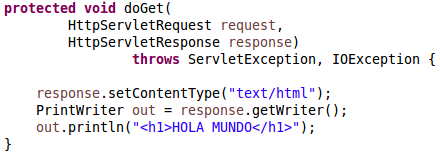 protected void doGet(
        HttpServletRequest request,
        HttpServletResponse response)
                throws ServletException, IOException {
    response.setContentType("text/html");
    PrintWriter out = response.getWriter();
    out.println("<h1>HOLA MUNDO</h1>");
}